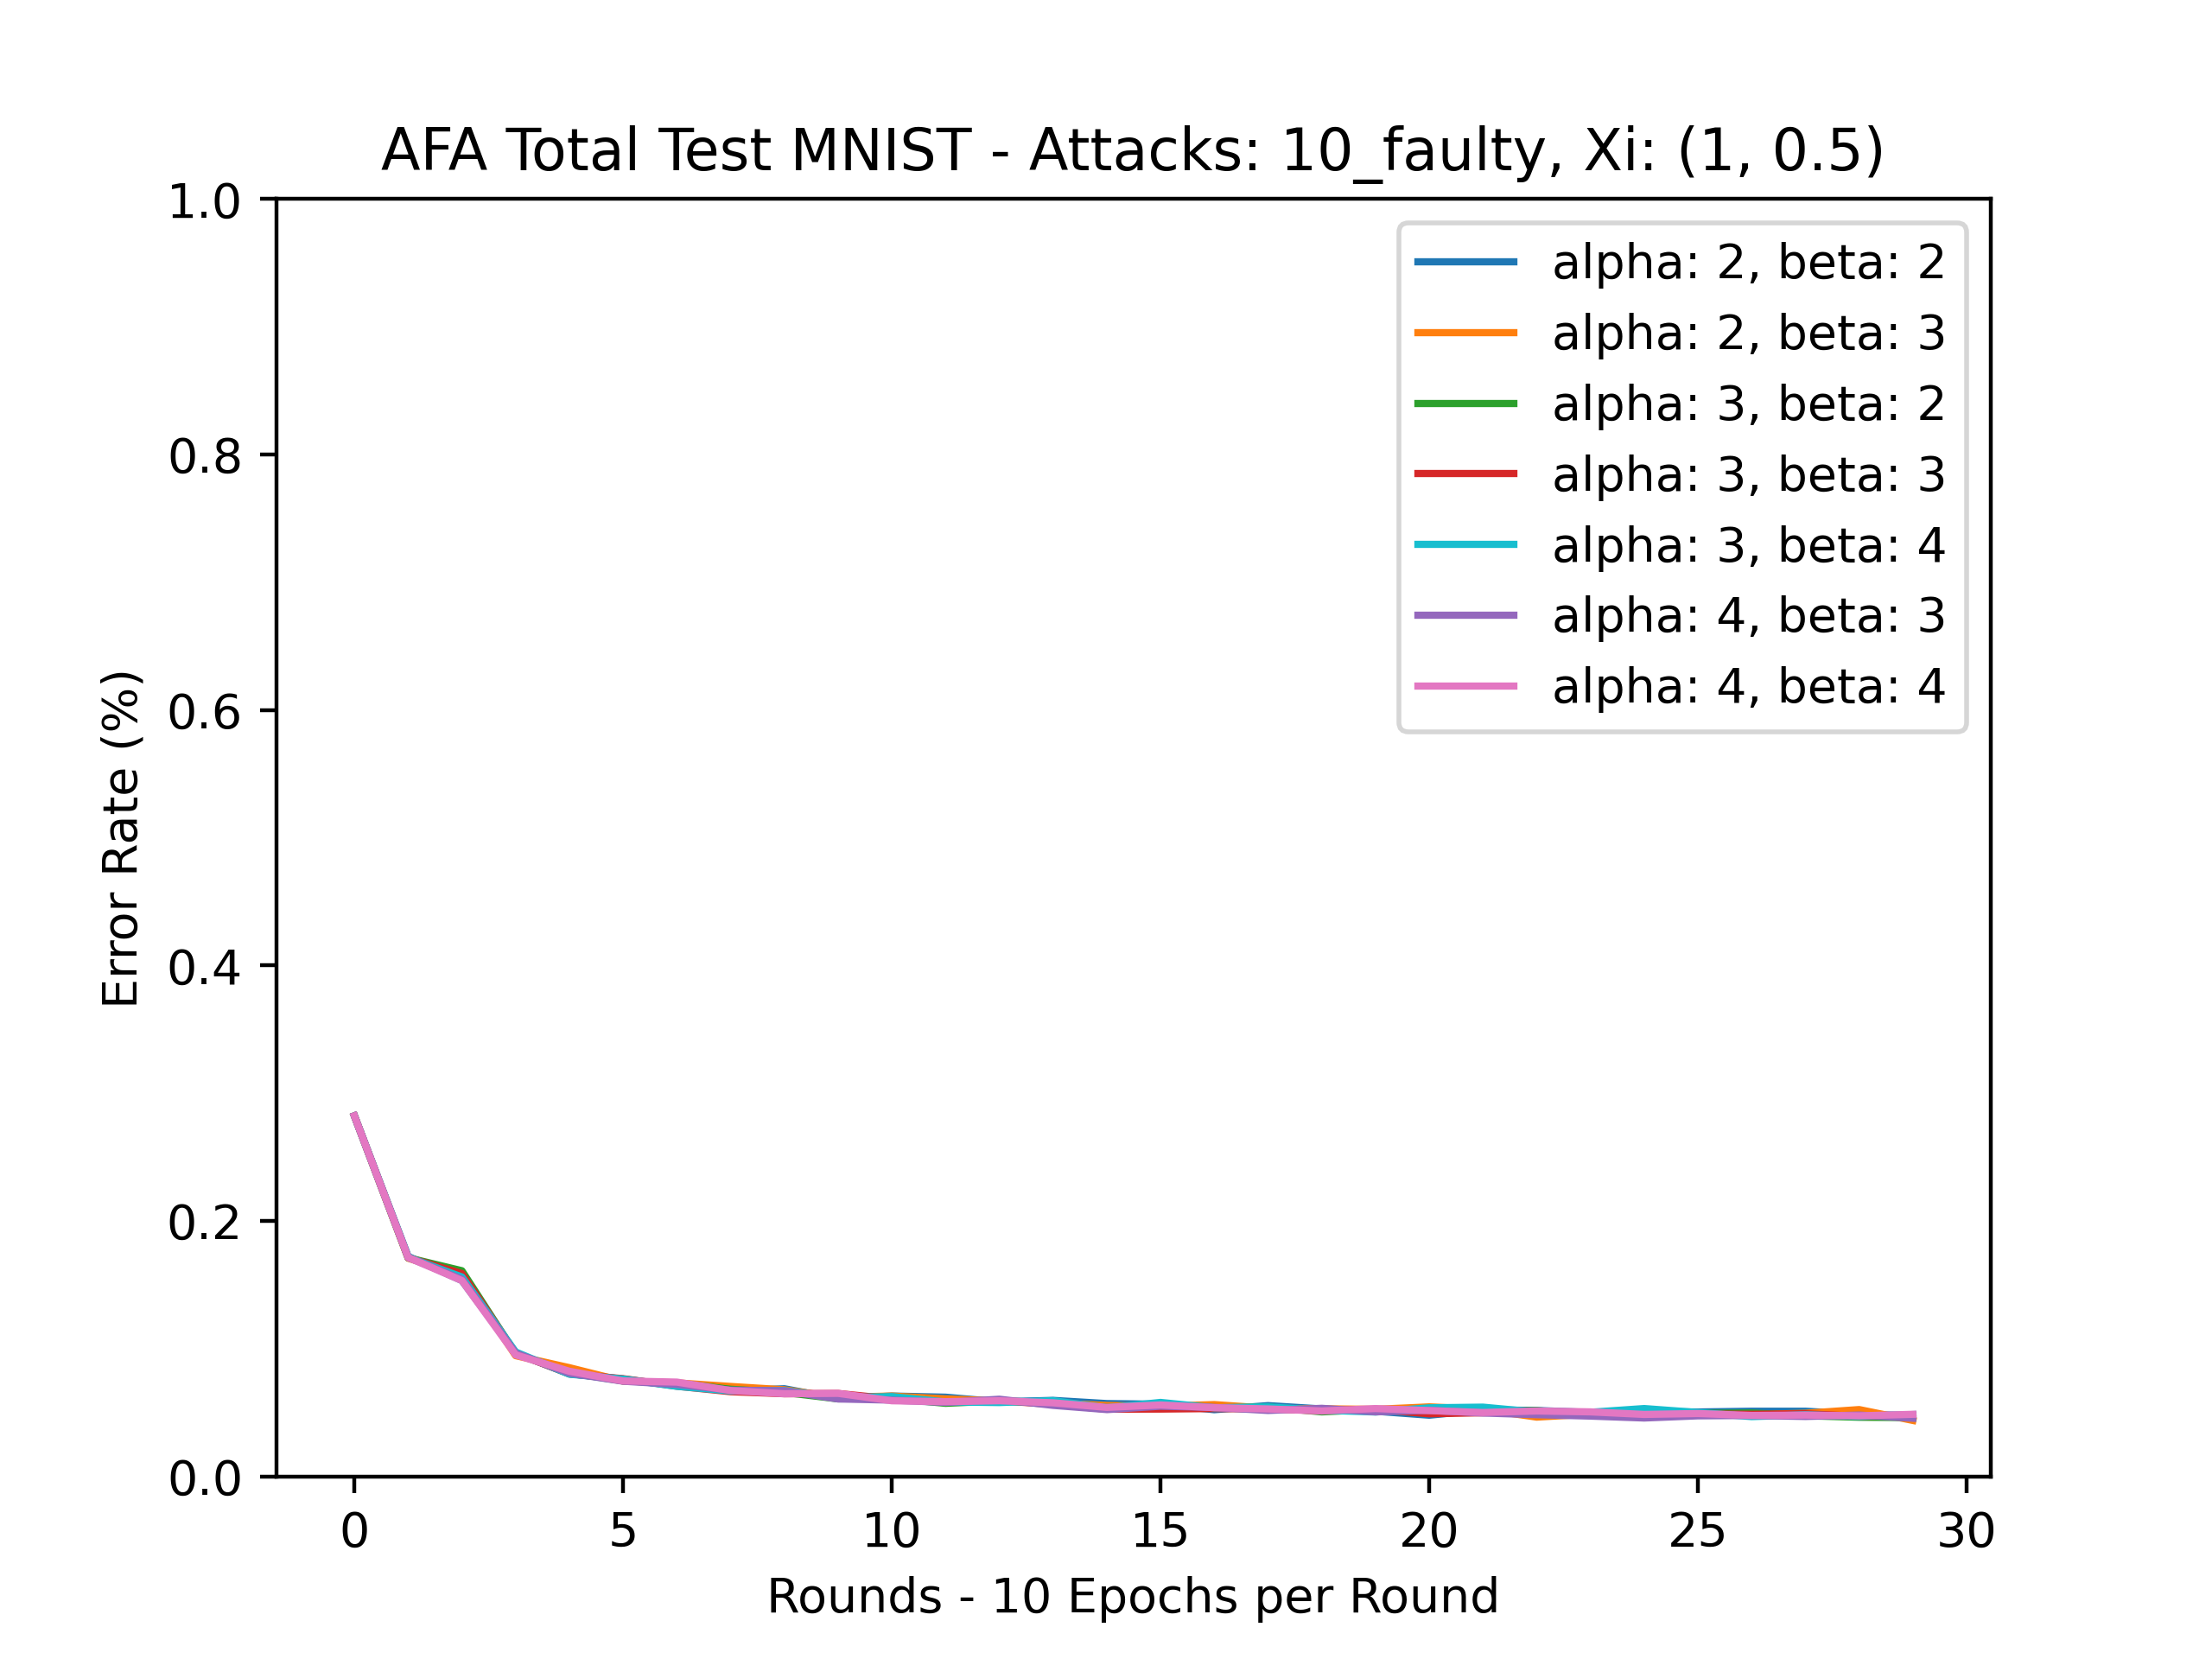 AFA Total Test MNIST - Attacks: 10_faulty, Xi: (1, 0.5)
1.0
0.8
0.6
0.4
0.2
0.0
Error Rate (%)
alpha: 2, beta: 2
alpha: 2, beta: 3
alpha: 3, beta: 2
alpha: 3, beta: 3
alpha: 3, beta: 4
alpha: 4, beta: 3
alpha: 4, beta: 4
0 5 10 15 20 25 30
Rounds - 10 Epochs per Round